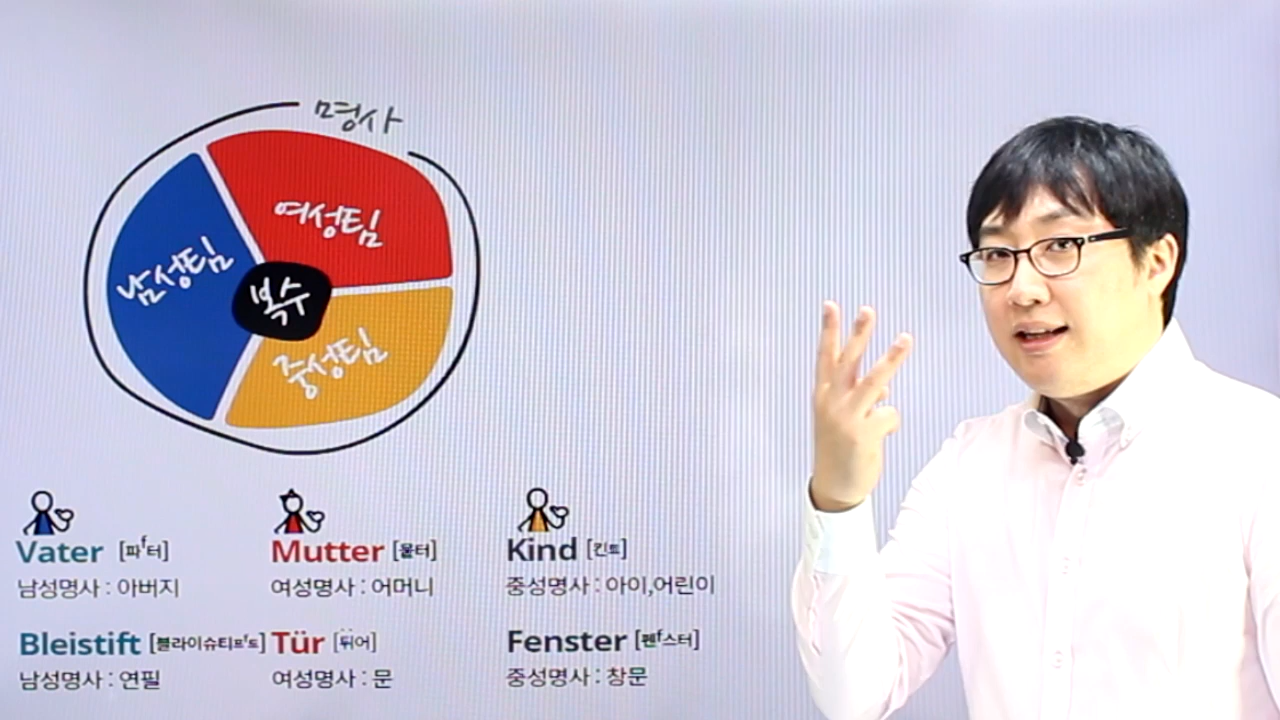 명사
여성팀
남성팀
복수
중성팀
Vater [파f터]
남성명사 : 아버지
Mutter [뭍터]
여성명사 : 어머니
Kind [킨트]
중성명사 : 아이,어린이
Bleistift [블라이슈티프f트]
남성명사 : 연필
Tür [튀어]
여성명사 : 문
Fenster [펜f스터]
중성명사 : 창문